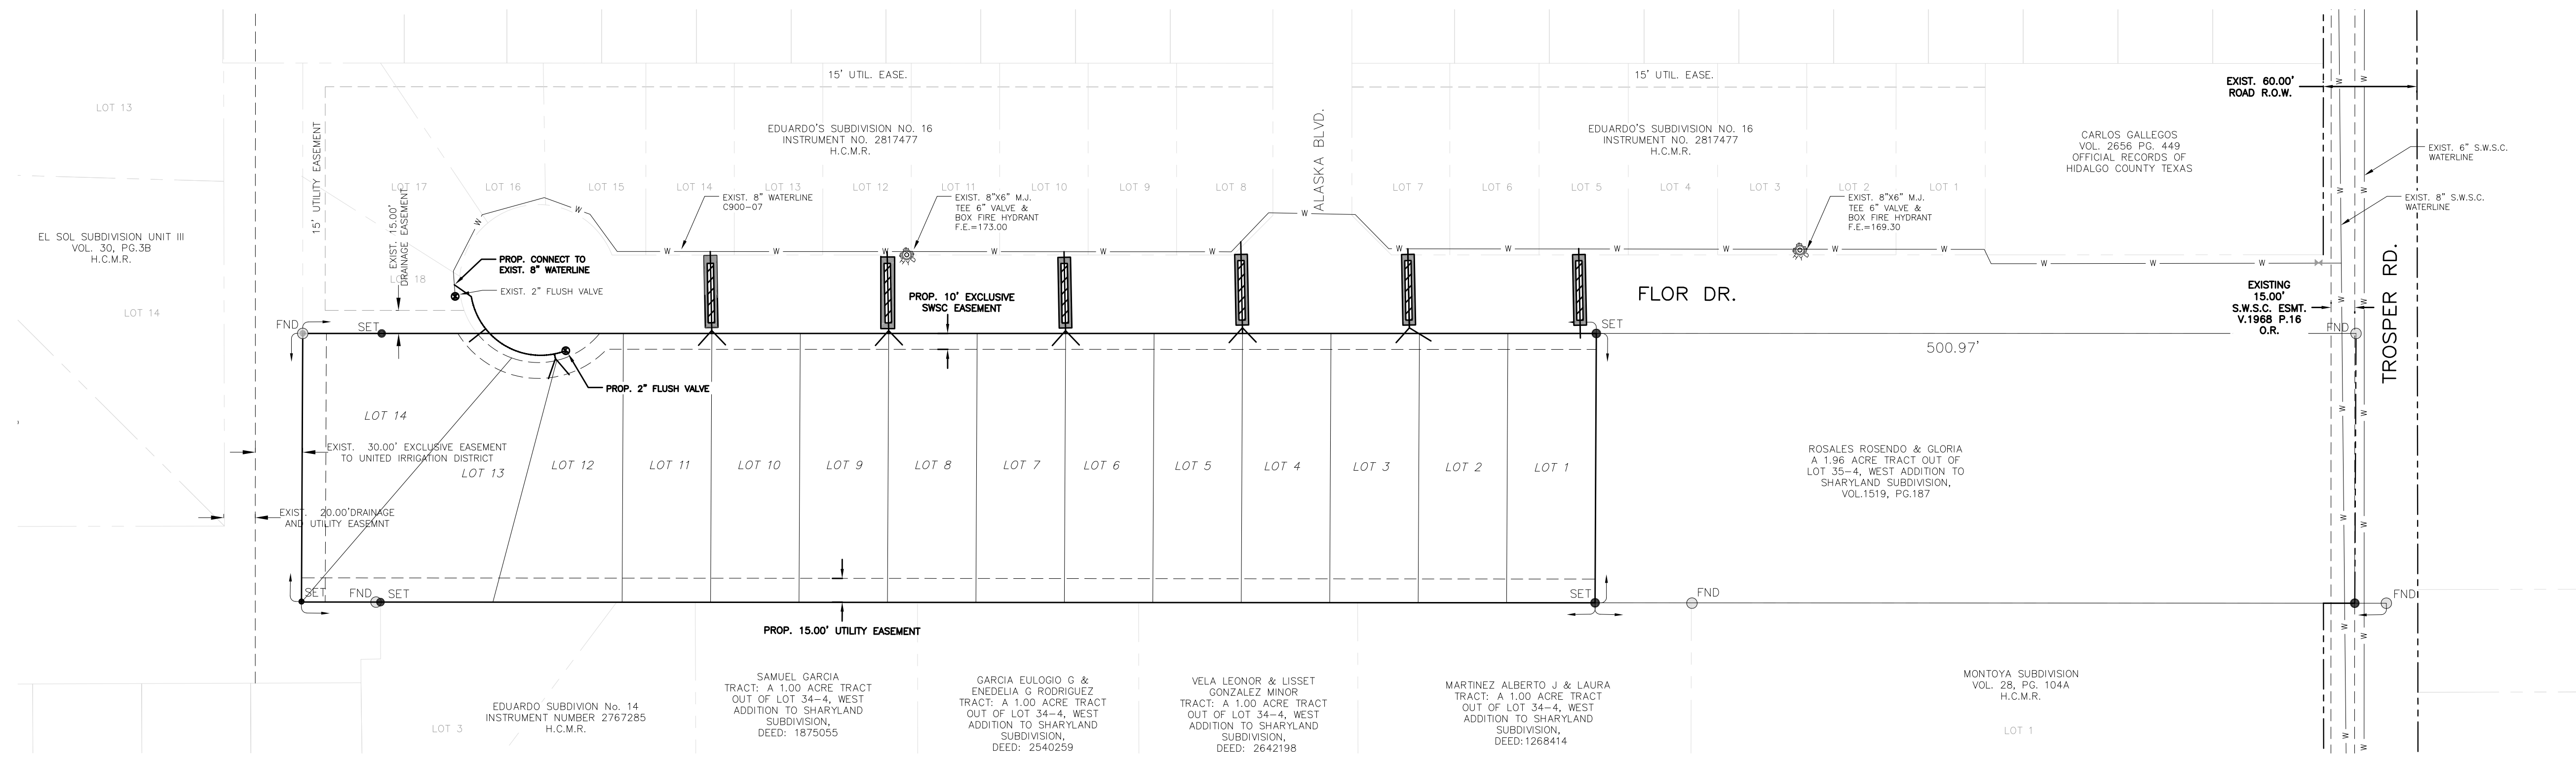 15' UTIL. EASE.
15' UTIL. EASE.
EXIST. 60.00'
ROAD R.O.W.
LOT 13
15' UTILITY EASEMENT
EDUARDO'S SUBDIVISION NO. 16
INSTRUMENT NO. 2817477
H.C.M.R.
ALASKA BLVD.
EDUARDO'S SUBDIVISION NO. 16
INSTRUMENT NO. 2817477
H.C.M.R.
CARLOS GALLEGOS
VOL. 2656 PG. 449
OFFICIAL RECORDS OF
HIDALGO COUNTY TEXAS
EXIST. 6" S.W.S.C.
WATERLINE
EXIST. 8" S.W.S.C.
WATERLINE
LOT 17
LOT 16
LOT 15
LOT 14
LOT 13
LOT 12
LOT 11
LOT 10
LOT 9
LOT 8
LOT 7
LOT 6
LOT 5
LOT 4
LOT 3
LOT 2
LOT 1
EXIST. 8" WATERLINE
C900-07
EXIST. 8"X6" M.J.
TEE 6" VALVE &
BOX FIRE HYDRANT
F.E.=173.00
EXIST. 8"X6" M.J.
TEE 6" VALVE &
BOX FIRE HYDRANT
F.E.=169.30
EL SOL SUBDIVISION UNIT III
VOL. 30, PG.3B
H.C.M.R.
EXIST. 15.00'
DRAINAGE EASEMENT
LOT 18
LOT 14
PROP. CONNECT TO
EXIST. 8" WATERLINE
EXIST. 2" FLUSH VALVE
PROP. 10' EXCLUSIVE
SWSC EASEMENT
FLOR DR.
EXISTING
15.00'
S.W.S.C. ESMT.
V.1968 P.16
O.R.
TROSPER RD.
FND
SET
SET
FND
500.97'
PROP. 2" FLUSH VALVE
LOT 14
LOT 13
LOT 12
LOT 11
LOT 10
LOT 9
LOT 8
LOT 7
LOT 6
LOT 5
LOT 4
LOT 3
LOT 2
LOT 1
EXIST. 30.00' EXCLUSIVE EASEMENT
TO UNITED IRRIGATION DISTRICT
EXIST. 20.00'DRAINAGE
AND UTILITY EASEMNT
ROSALES ROSENDO & GLORIA
A 1.96 ACRE TRACT OUT OF
LOT 35-4, WEST ADDITION TO
SHARYLAND SUBDIVISION,
VOL.1519, PG.187
SET
FND
SET
SET
FND
FND
PROP. 15.00' UTILITY EASEMENT
LOT 3
EDUARDO SUBDIVION No. 14
INSTRUMENT NUMBER 2767285
H.C.M.R.
SAMUEL GARCIA
TRACT: A 1.00 ACRE TRACT
OUT OF LOT 34-4, WEST
ADDITION TO SHARYLAND
SUBDIVISION,
DEED: 1875055
GARCIA EULOGIO G &
ENEDELIA G RODRIGUEZ
TRACT: A 1.00 ACRE TRACT
OUT OF LOT 34-4, WEST
ADDITION TO SHARYLAND
SUBDIVISION,
DEED: 2540259
VELA LEONOR & LISSET
GONZALEZ MINOR
TRACT: A 1.00 ACRE TRACT
OUT OF LOT 34-4, WEST
ADDITION TO SHARYLAND
SUBDIVISION,
DEED: 2642198
MARTINEZ ALBERTO J & LAURA
TRACT: A 1.00 ACRE TRACT
OUT OF LOT 34-4, WEST
ADDITION TO SHARYLAND
SUBDIVISION,
DEED:1268414
MONTOYA SUBDIVISION
VOL. 28, PG. 104A
H.C.M.R.
LOT 1